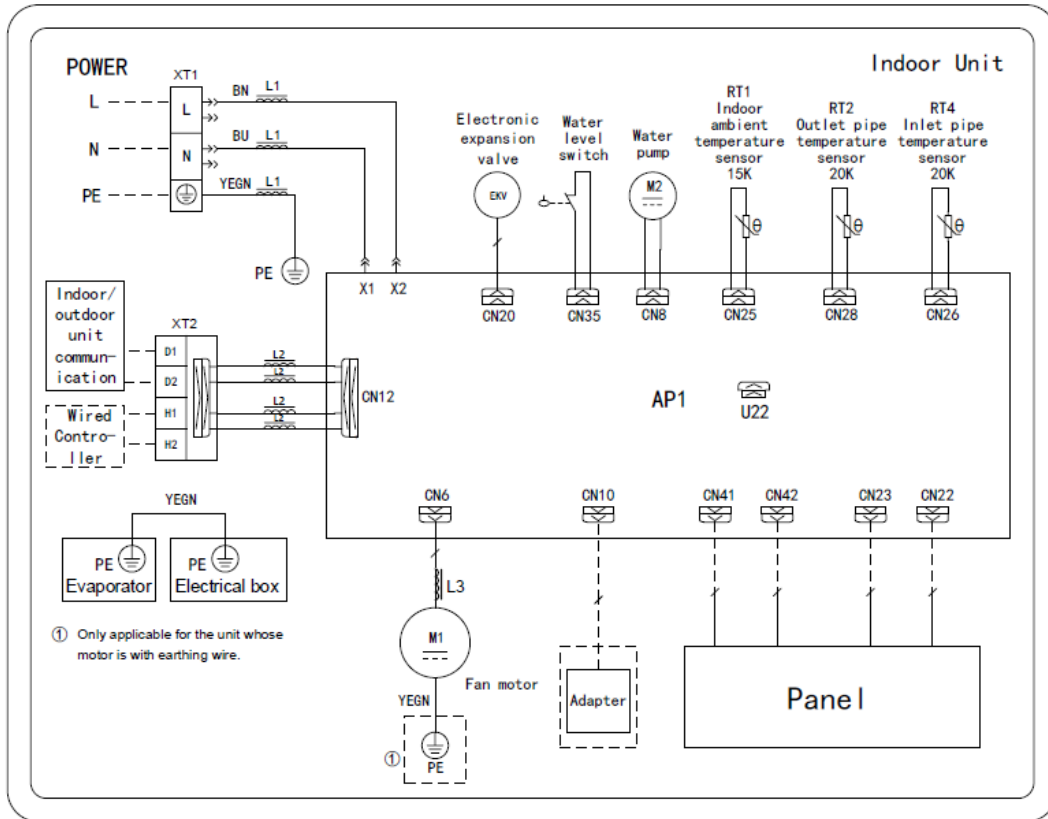 POWER
Indoor Unit
XT1
L
L
BN
L1
N
N
BU
L1
PE
YEGN
L1
PE
X1
X2
Electronic
expansion
valve
EKV
CN20
Water
level
switch
CN35
Water
pump
M2
CN8
RT1
Indoor
ambient
temperature
sensor
15K
θ
CN25
RT2
Outlet pipe
temperature
sensor
20K
θ
CN28
RT4
Inlet pipe
temperature
sensor
20K
θ
CN26
Indoor/
outdoor
unit
commun-
ication
Wired
Contro-
ller
XT2
D1
D2
H1
H2
L2
L2
L2
L2
CN12
AP1
U22
YEGN
PE
Evaporator
PE
Electrical box
① Only applicable for the unit whose
motor is with earthing wire.
CN6
L3
M1
Fan motor
YEGN
PE
①
CN10
Adapter
CN41
CN42
CN23
CN22
Panel